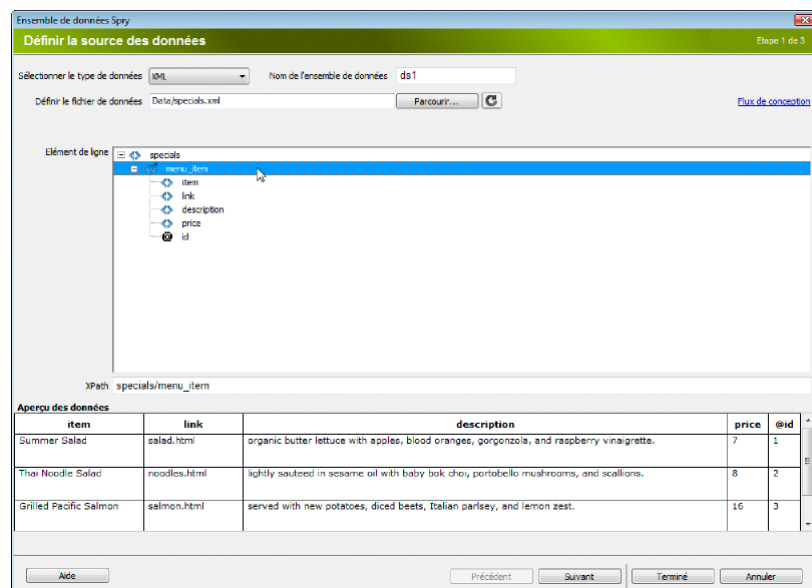 Ensemble de données Spry
Définir la source des données Etape 1 de 3
Sélectionner le type de données XML Nom de l'ensemble de données ds1
Définir le fichier de données Data/specials.xml Parcourir... Flux de conception
Elément de ligne specials
menu_item
item
link
description
price
id
XPath specials/menu_item
Aperçu des données
item link description price @id
Summer Salad salad.html organic butter lettuce with apples, blood oranges, gorgonzola, and raspberry vinaigrette. 7 1
Thai Noodle Salad noodles.html lightly sauteed in sesame oil with baby bok choi, portobello mushrooms, and scallions. 8 2
Grilled Pacific Salmon salmon.html served with new potatoes, diced beets, Italian parlsey, and lemon zest. 16 3
Aide Précédent Suivant Terminé Annuler